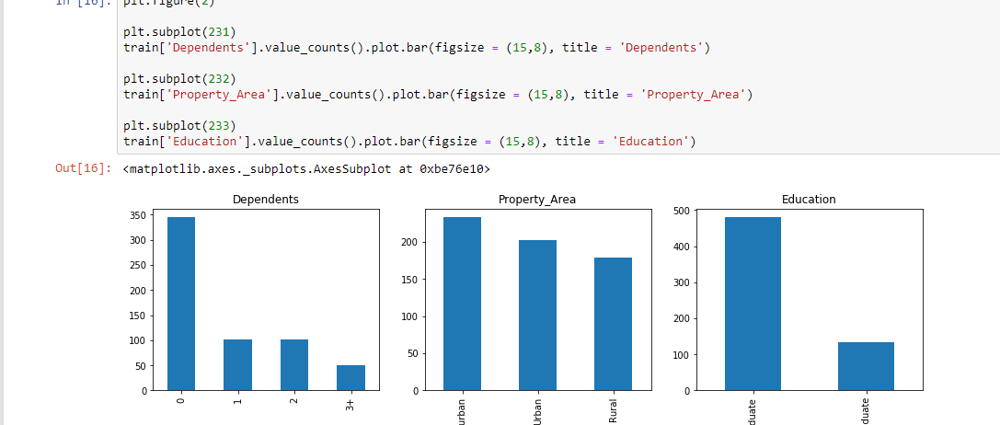 In [16]: plt.figure(2)
plt.subplot(231)
train['Dependents'].value_counts().plot.bar(figsize = (15,8), title = 'Dependents')
plt.subplot(232)
train['Property_Area'].value_counts().plot.bar(figsize = (15,8), title = 'Property_Area')
plt.subplot(233)
train['Education'].value_counts().plot.bar(figsize = (15,8), title = 'Education')
Out[16]: <matplotlib.axes._subplots.AxesSubplot at 0xbe76e10>
Dependents
350
300
250
200
150
100
50
0
0
1
2
3+
Property_Area
200
150
100
50
0
urban
Urban
Rural
Education
500
400
300
200
100
0
duate
duate